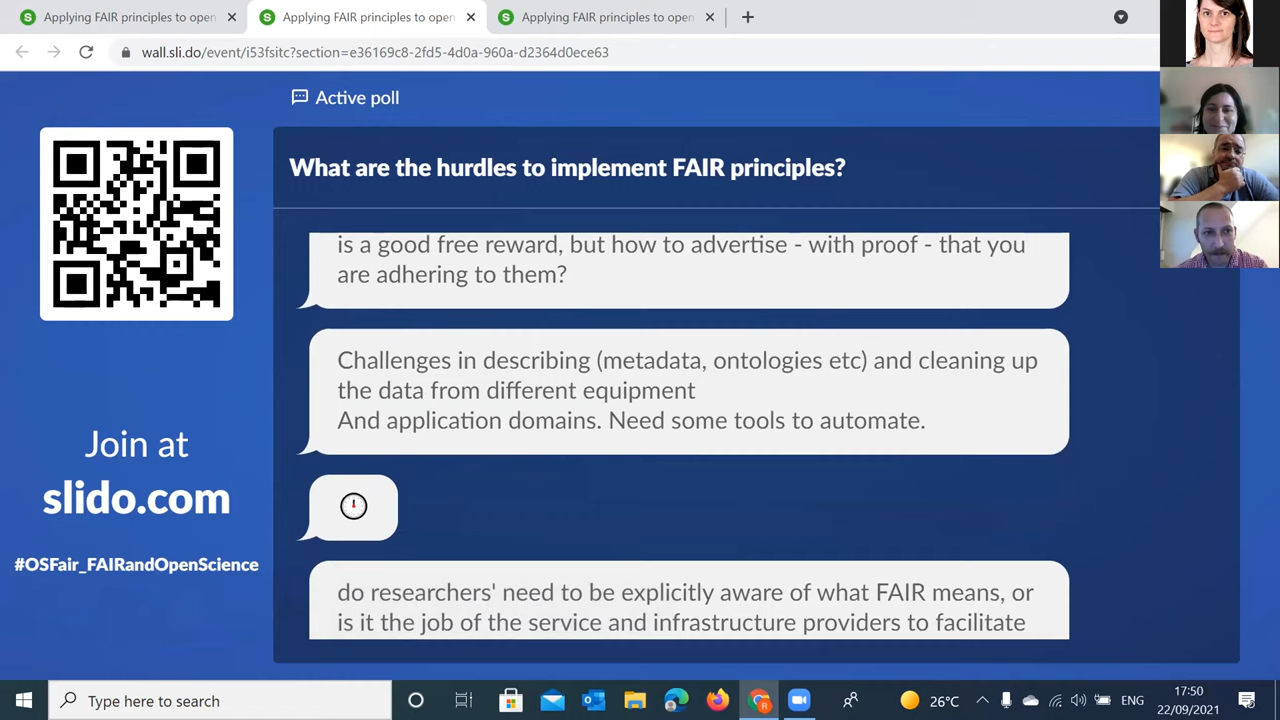 Applying FAIR principles to open
Applying FAIR principles to open
Applying FAIR principles to open
wall.sli.do/event/i53fsitc?section=e36169c8-2fd5-4d0a-960a-d2364d0ece63
Active poll
What are the hurdles to implement FAIR principles?
is a good free reward, but how to advertise - with proof - that you
are adhering to them?
Challenges in describing (metadata, ontologies etc) and cleaning up
the data from different equipment
And application domains. Need some tools to automate.
do researchers' need to be explicitly aware of what FAIR means, or
is it the job of the service and infrastructure providers to facilitate
Join at
slido.com
#OSFair_FAIRandOpenScience
Type here to search
26°C
ENG
17:50
22/09/2021